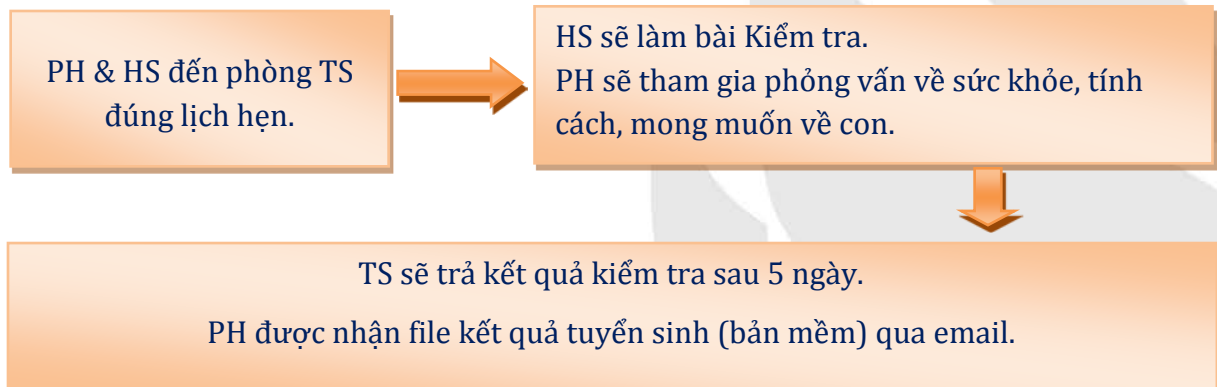 PH & HS đến phòng TS
đúng lịch hẹn.
HS sẽ làm bài Kiểm tra.
PH sẽ tham gia phỏng vấn về sức khỏe, tính
cách, mong muốn về con.
TS sẽ trả kết quả kiểm tra sau 5 ngày.
PH được nhận file kết quả tuyển sinh (bản mềm) qua email.